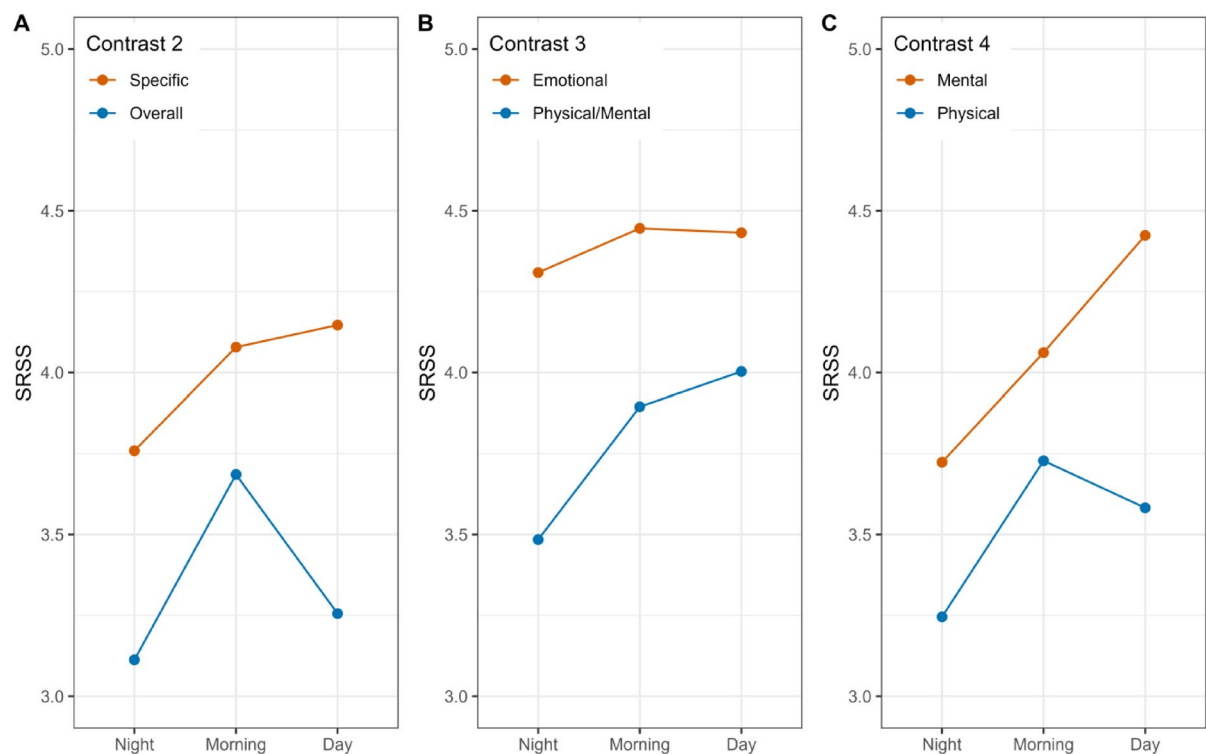 A
Contrast 2
Specific
Overall
5.0
4.5
4.0
3.5
3.0
SRSS
Night Morning Day
B
Contrast 3
Emotional
Physical/Mental
5.0
4.5
4.0
3.5
3.0
SRSS
Night Morning Day
C
Contrast 4
Mental
Physical
5.0
4.5
4.0
3.5
3.0
SRSS
Night Morning Day